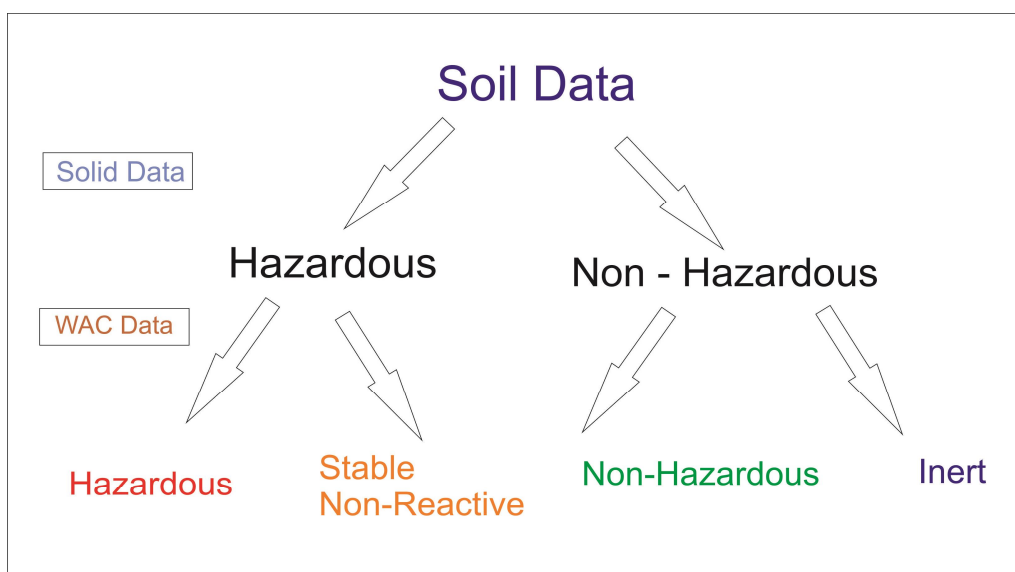 Soil Data
Solid Data
Hazardous
Non - Hazardous
WAC Data
Hazardous
Stable
Non-Reactive
Non-Hazardous
Inert